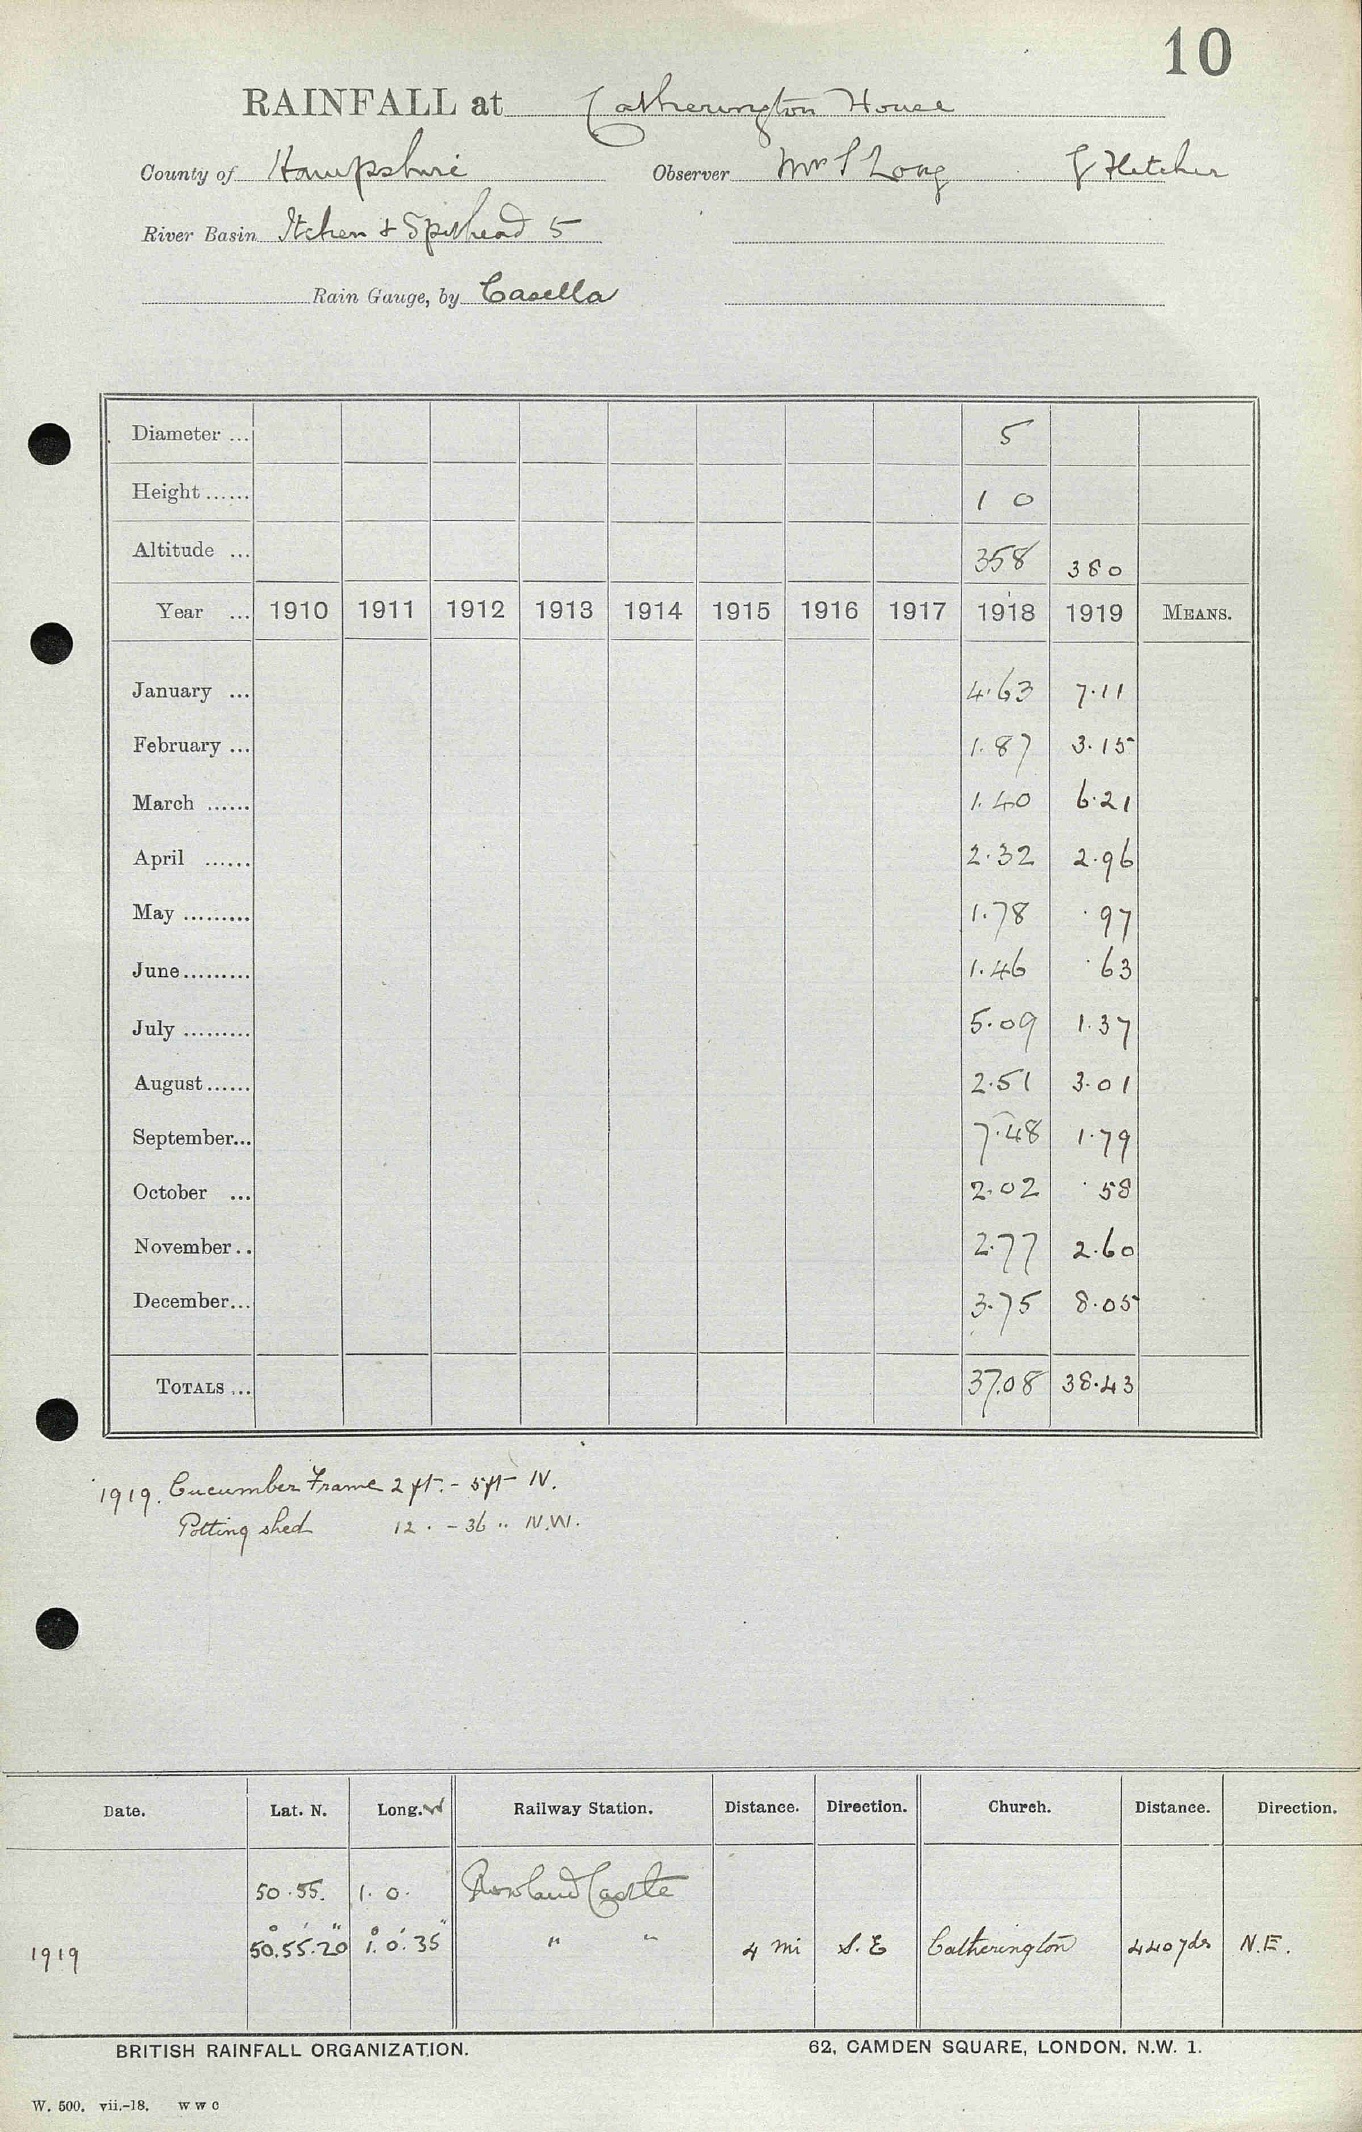 10
RAINFALL at Catherington House
County of Hampshire Observer Mr S Long G Fletcher
River Basin Itchen & Spithead 5
Rain Gauge, by Casella
Diameter ... 5
Height ...... 1 0
Altitude ... 358 380
Year ... 1910 1911 1912 1913 1914 1915 1916 1917 1918 1919 MEANS.
January ... 4.63 7.11
February ... 1.87 3.15
March ...... 1.40 6.21
April ...... 2.32 2.96
May ......... 1.78 .97
June ......... 1.46 .63
July ......... 5.09 1.37
August ...... 2.51 3.01
September... 7.48 1.79
October ... 2.02 .58
November .. 2.77 2.60
December... 3.75 8.05
TOTALS ... 37.08 38.43
1919. Cucumber Frame 2 ft. - 5 ft N.
Potting shed 12 . - 36 " N.W.
Date. Lat. N. Long. W Railway Station. Distance. Direction. Church. Distance. Direction.
50.55. 1. 0. Rowland Castle
1919 50°.55'.20" 1°.0'.35" " " 4 mi S.E Catherington 440 yds N.E.
BRITISH RAINFALL ORGANIZATION. 62, CAMDEN SQUARE, LONDON. N.W. 1.
W. 500. vii.-18. W W C